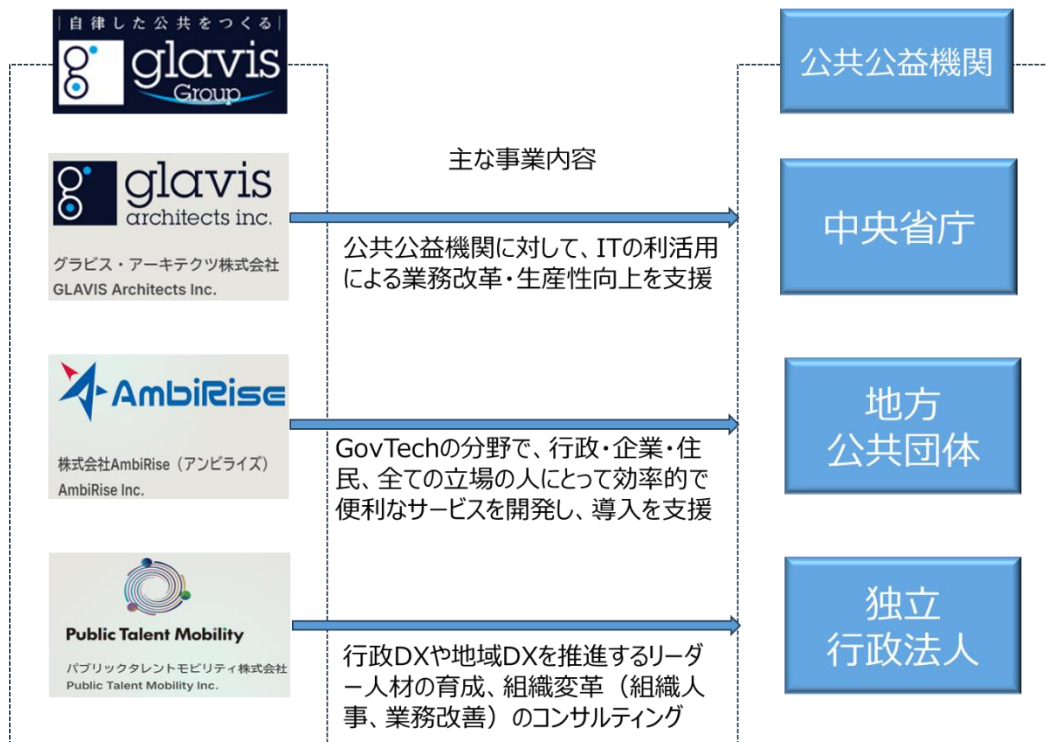 |自律した公共をつくる|
glavis
Group
公共公益機関
主な事業内容
glavis
architects inc.
グラビス・アーキテクツ株式会社
GLAVIS Architects Inc.
公共公益機関に対して、ITの利活用
による業務改革・生産性向上を支援
中央省庁
AmbiRise
株式会社AmbiRise（アンビライズ）
AmbiRise Inc.
GovTechの分野で、行政・企業・住
民、全ての立場の人にとって効率的で
便利なサービスを開発し、導入を支援
地方
公共団体
Public Talent Mobility
パブリックタレントモビリティ株式会社
Public Talent Mobility Inc.
行政DXや地域DXを推進するリーダ
ー人材の育成、組織変革（組織人
事、業務改善）のコンサルティング
独立
行政法人